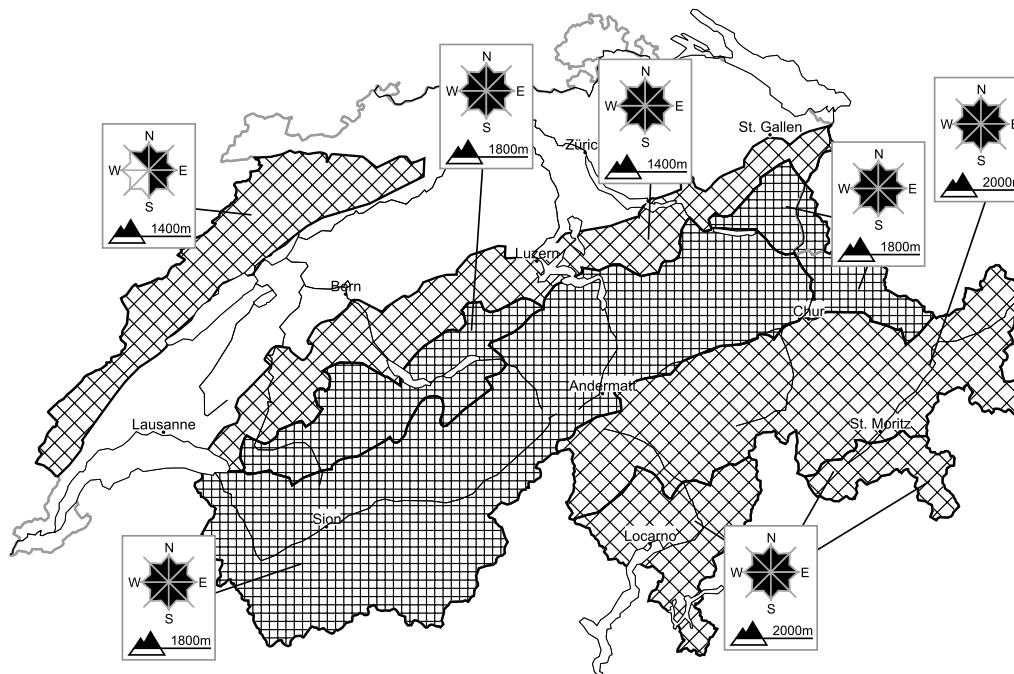 N
W E
S
1800m
N
W E
S
1400m
N
W E
S
2000m
N
W E
S
1400m
N
W E
S
1800m
St. Gallen
Züric
Luzern
Bern
Chur
Andermatt
Lausanne
St. Moritz
Sion
Locarno
N
W E
S
1800m
N
W E
S
2000m